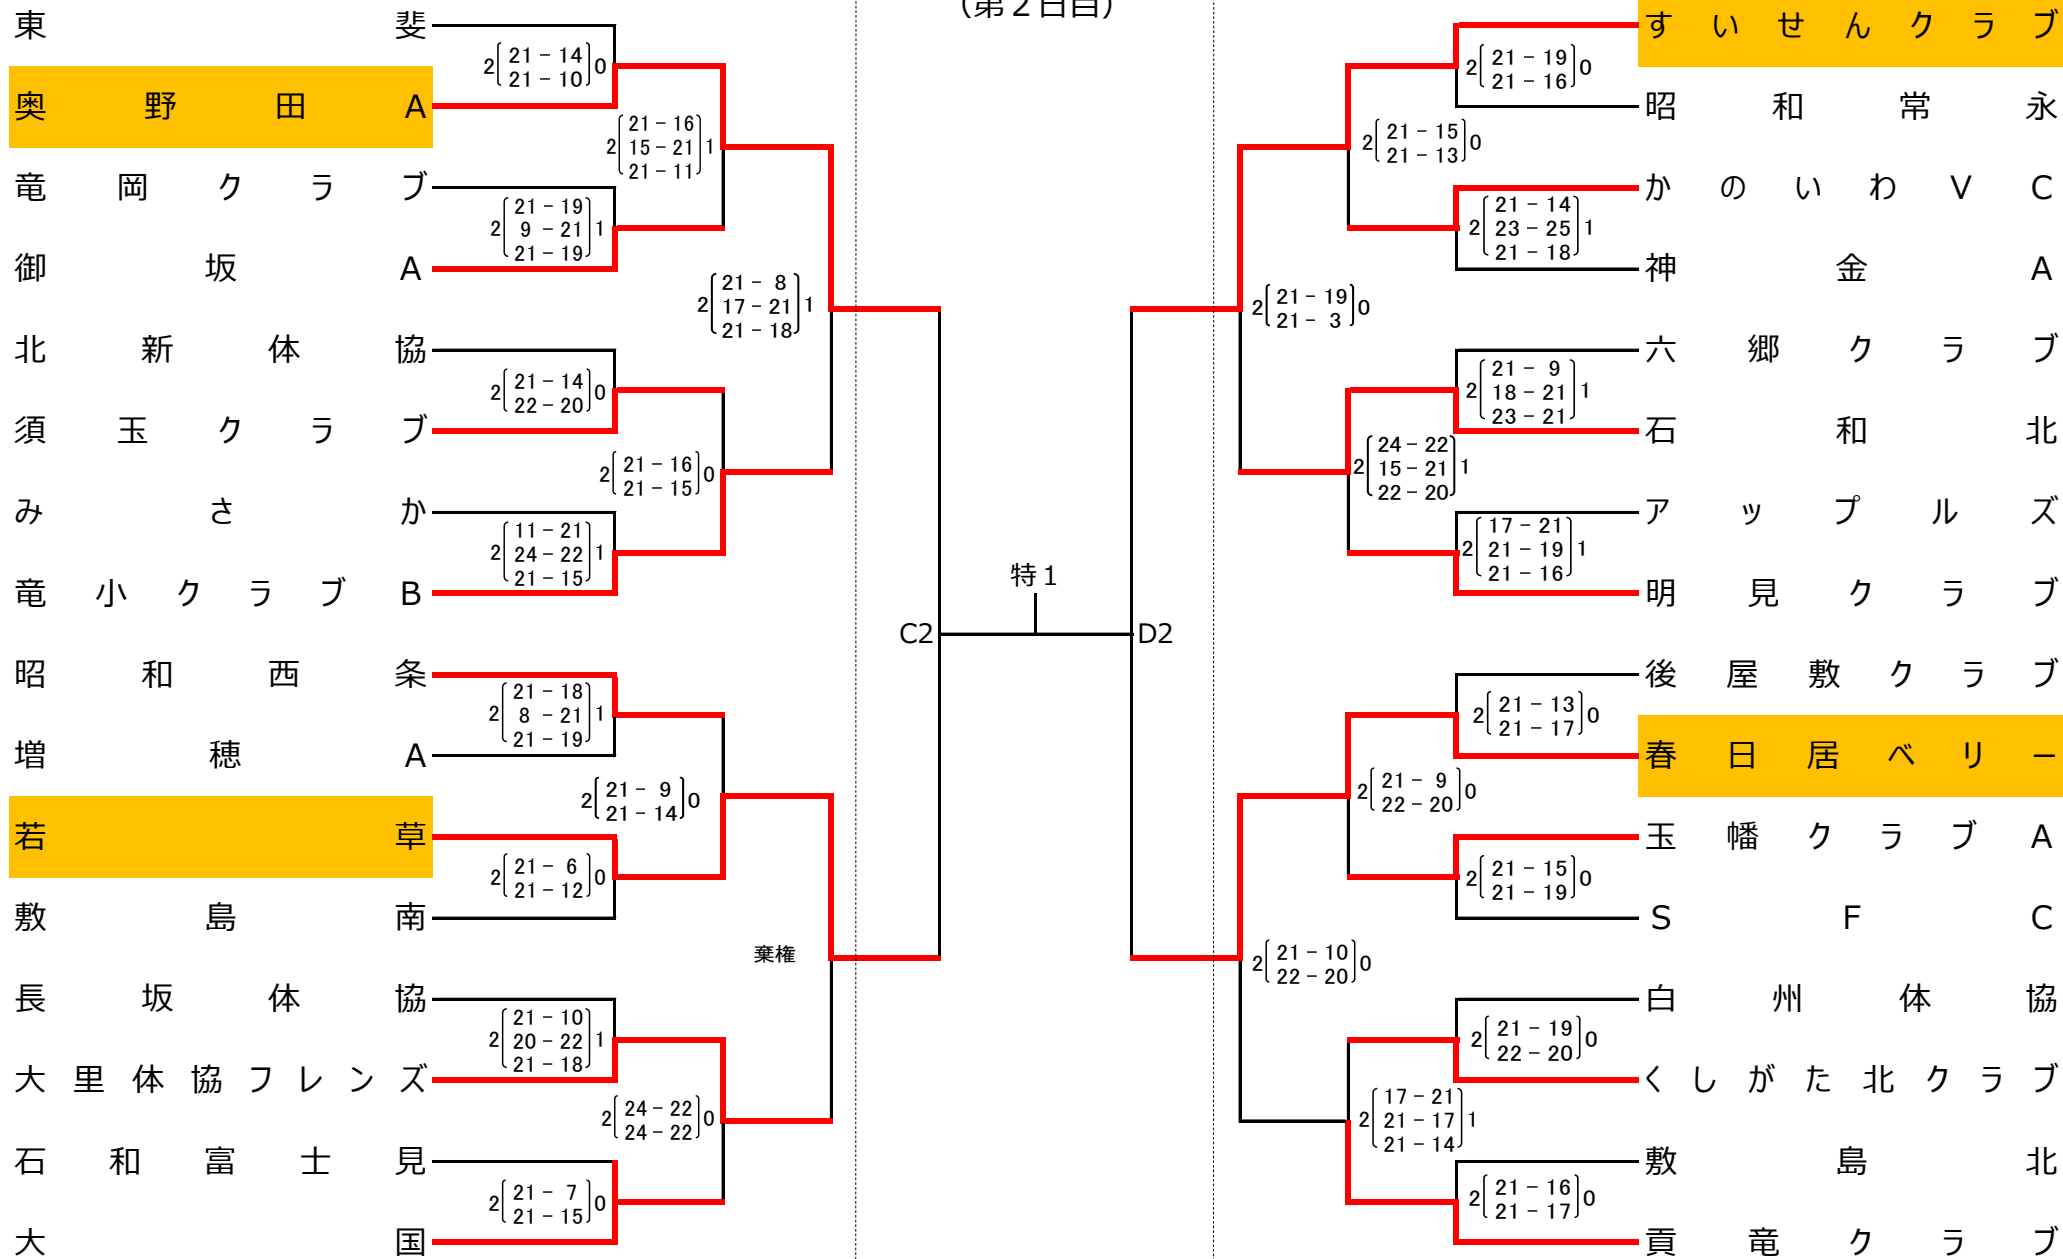 （第２日目）
東斐
2 21－14 0
21－10
奥野田A
2 21－16 1
15－21
21－11
竜岡クラブ
2 21－19 1
9 －21
21－19
御坂A
2 21－ 8 1
17－21
21－18
北新体協
2 21－14 0
22－20
須玉クラブ
2 21－16 0
21－15
みさか
2 11－21 1
24－22
21－15
竜小クラブB
昭和西条
2 21－18 1
8 －21
21－19
増穂A
2 21－ 9 0
21－14
若草
2 21－ 6 0
21－12
敷島南
棄権
長坂体協
2 21－10 1
20－22
21－18
大里体協フレンズ
2 24－22 0
24－22
石和富士見
2 21－ 7 0
21－15
大国
特１
C2
D2
すいせんクラブ
2 21－19 0
21－16
昭和常永
2 21－15 0
21－13
かのいわVC
2 21－14 1
23－25
21－18
神金A
2 21－19 0
21－ 3
六郷クラブ
2 21－ 9 1
18－21
23－21
石和北
2 24－22 1
15－21
22－20
アップルズ
2 17－21 1
21－19
21－16
明見クラブ
後屋敷クラブ
2 21－13 0
21－17
春日居ベリー
2 21－ 9 0
22－20
玉幡クラブA
2 21－15 0
21－19
SFC
2 21－10 0
22－20
白州体協
2 21－19 0
22－20
くしがた北クラブ
2 17－21 1
21－17
21－14
敷島北
2 21－16 0
21－17
貢竜クラブ